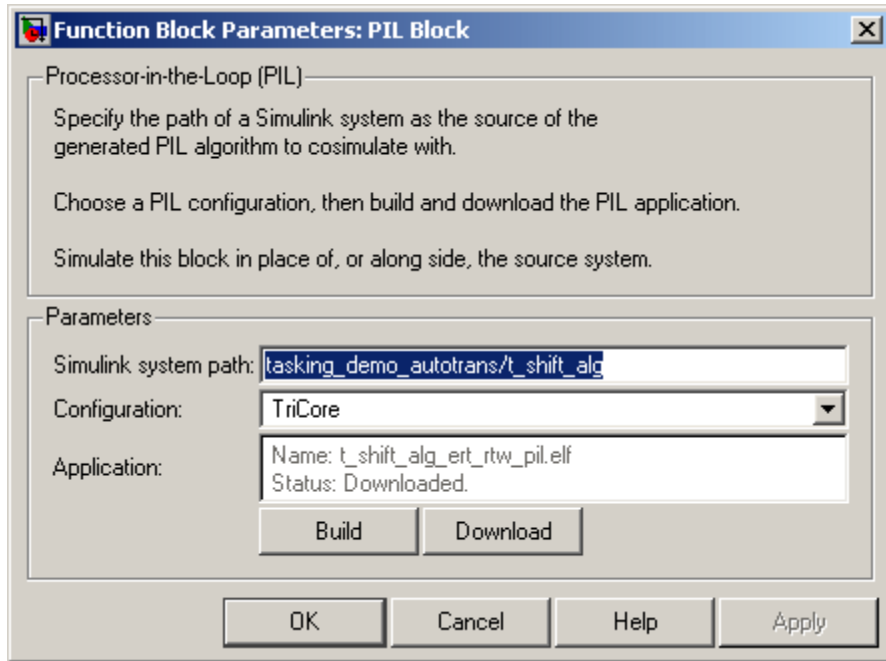 Function Block Parameters: PIL Block
Processor-in-the-Loop (PIL)
Specify the path of a Simulink system as the source of the
generated PIL algorithm to cosimulate with.
Choose a PIL configuration, then build and download the PIL application.
Simulate this block in place of, or along side, the source system.
Parameters
Simulink system path: tasking_demo_autotrans/t_shift_alg
Configuration: TriCore
Application: Name: t_shift_alg_ert_rtw_pil.elf
Status: Downloaded.
Build Download
OK Cancel Help Apply